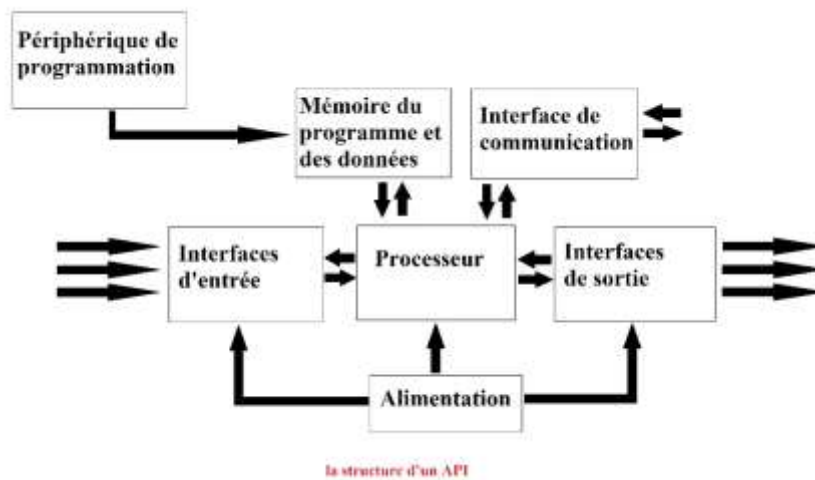 Périphérique de
programmation
Mémoire du
programme et
des données
Interface de
communication
Interfaces
d'entrée
Processeur
Interfaces
de sortie
Alimentation
la structure d'un API